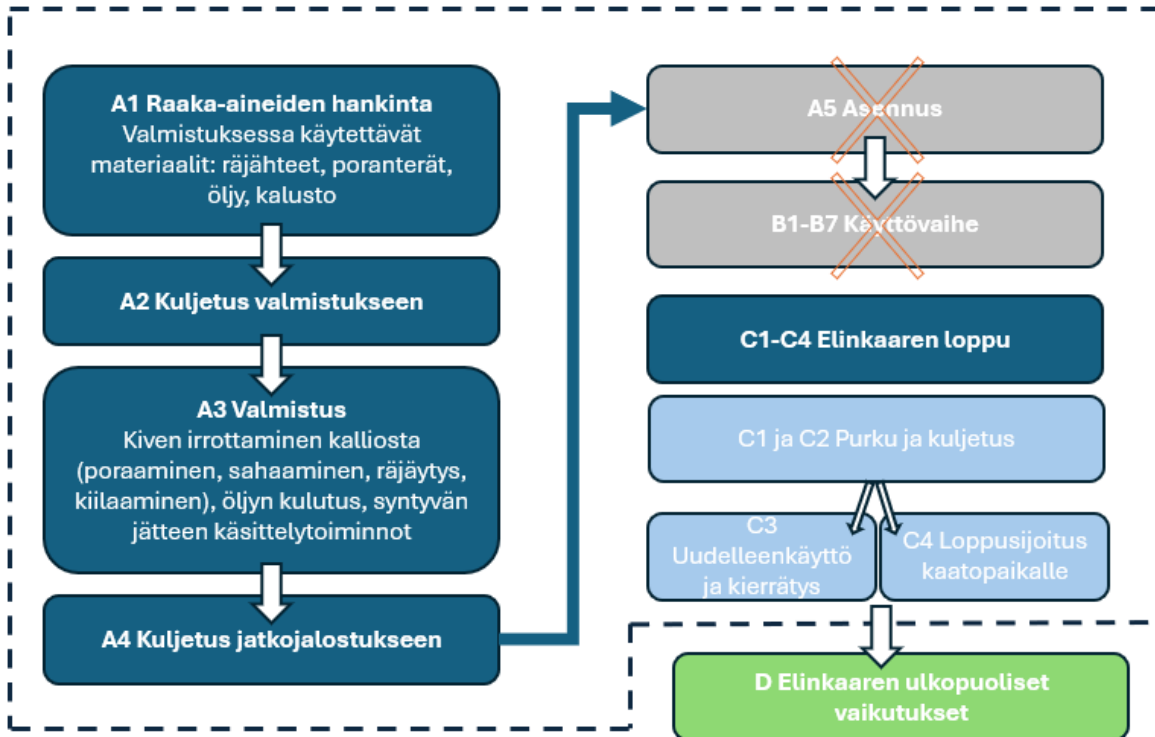 A1 Raaka-aineiden hankinta
Valmistuksessa käytettävät
materiaalit: räjähteet, poranterät,
öljy, kalusto
A2 Kuljetus valmistukseen
A3 Valmistus
Kiven irrottaminen kalliosta
(poraaminen, sahaaminen, räjäytys,
kiilaaminen), öljyn kulutus, syntyvän
jätteen käsittelytoiminnot
A4 Kuljetus jatkojalostukseen
A5 Asennus
B1-B7 Käyttövaihe
C1-C4 Elinkaaren loppu
C1 ja C2 Purku ja kuljetus
C3
Uudelleenkäyttö
ja kierrätys
C4 Loppusijoitus
kaatopaikalle
D Elinkaaren ulkopuoliset
vaikutukset